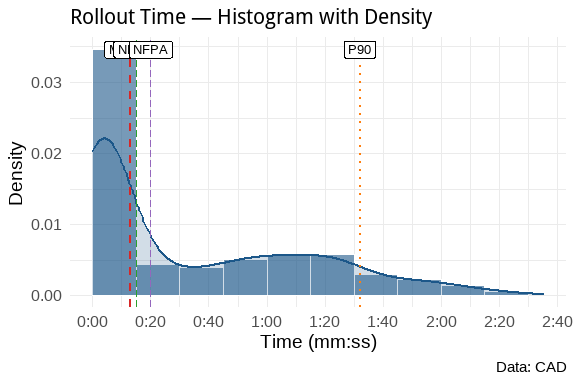 Rollout Time — Histogram with Density
NFPA
P90
Density
0.03
0.02
0.01
0.00
0:00 0:20 0:40 1:00 1:20 1:40 2:00 2:20 2:40
Time (mm:ss)
Data: CAD